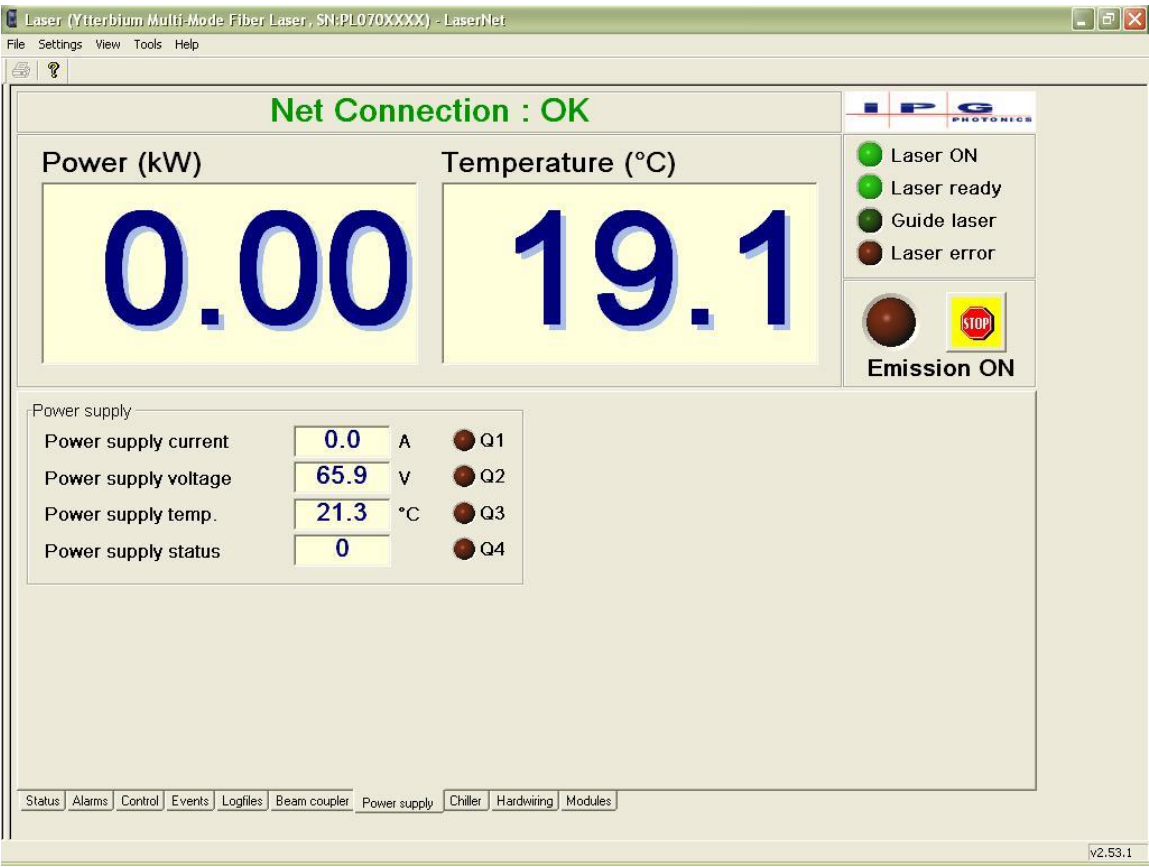 Laser (Ytterbium Multi-Mode Fiber Laser, SN:PL070XXXX) - LaserNet
File Settings View Tools Help
Net Connection : OK
IPG
PHOTONICS
Power (kW)
Temperature (°C)
0.00
19.1
Laser ON
Laser ready
Guide laser
Laser error
STOP
Emission ON
Power supply
Power supply current 0.0 A Q1
Power supply voltage 65.9 V Q2
Power supply temp. 21.3 °C Q3
Power supply status 0 Q4
Status Alarms Control Events Logfiles Beam coupler Power supply Chiller Hardwiring Modules
v2.53.1